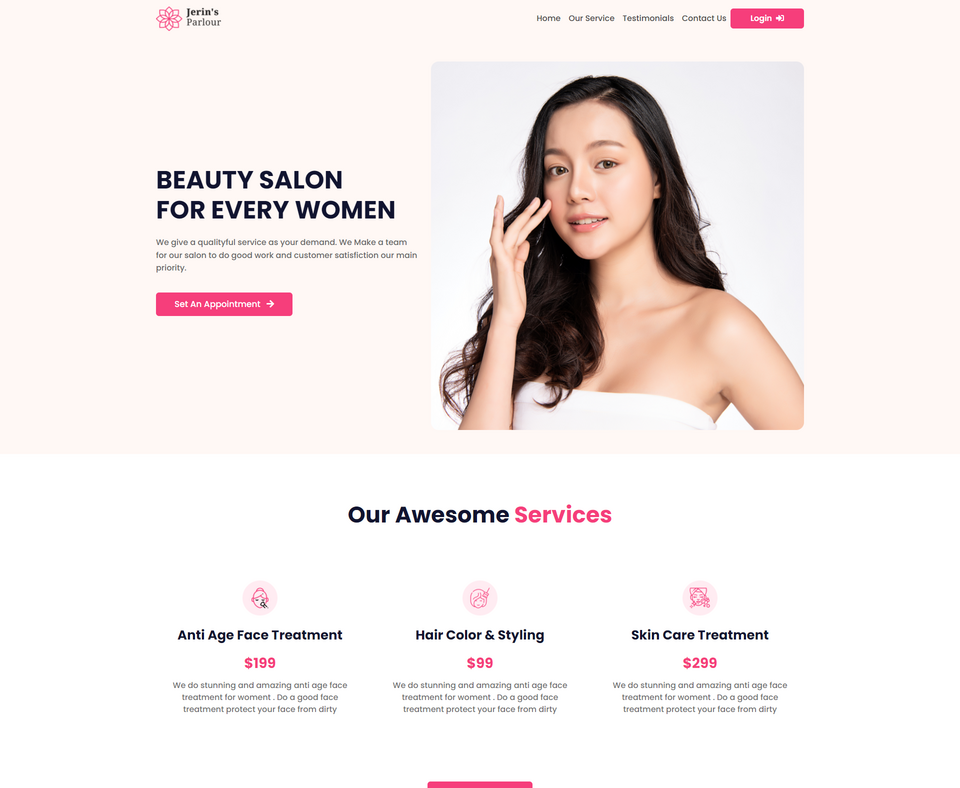 Jerin's
Parlour
Home Our Service Testimonials Contact Us Login
BEAUTY SALON
FOR EVERY WOMEN
We give a qualityful service as your demand. We Make a team
for our salon to do good work and customer satisfiction our main
priority.
Set An Appointment
Our Awesome Services
Anti Age Face Treatment
$199
We do stunning and amazing anti age face
treatment for woment . Do a good face
treatment protect your face from dirty
Hair Color & Styling
$99
We do stunning and amazing anti age face
treatment for woment . Do a good face
treatment protect your face from dirty
Skin Care Treatment
$299
We do stunning and amazing anti age face
treatment for woment . Do a good face
treatment protect your face from dirty